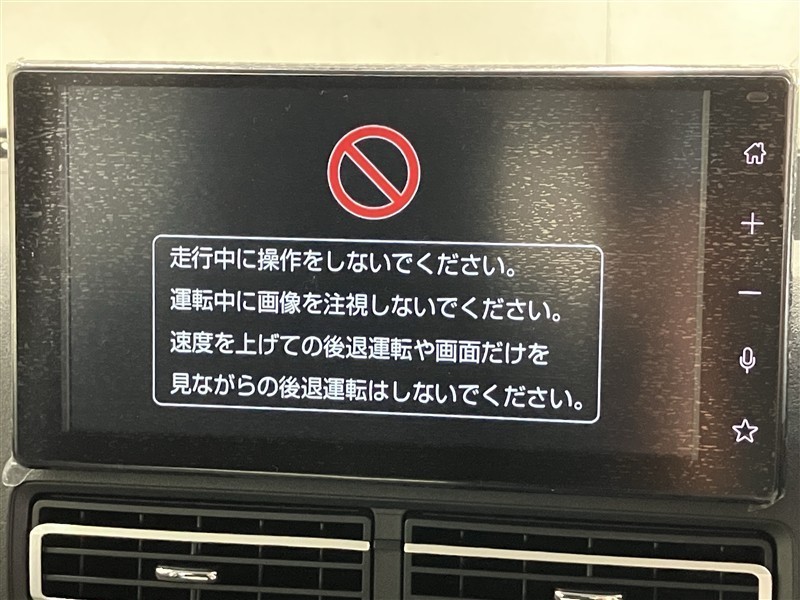 走行中に操作をしないでください。
運転中に画像を注視しないでください。
速度を上げての後退運転や画面だけを
見ながらの後退運転はしないでください。